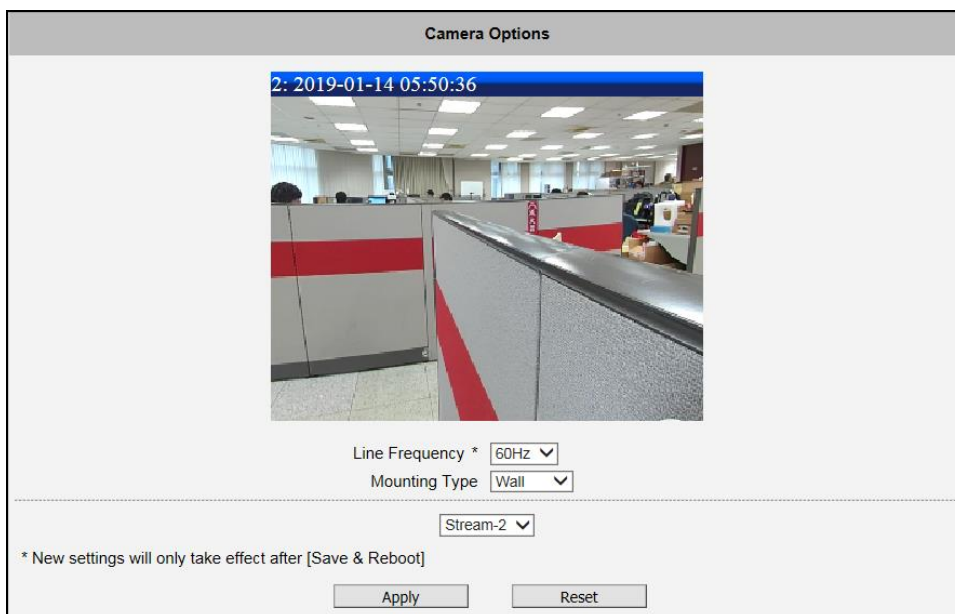 Camera Options
2: 2019-01-14 05:50:36
Line Frequency * 60Hz
Mounting Type Wall
Stream-2
* New settings will only take effect after [Save & Reboot]
Apply Reset